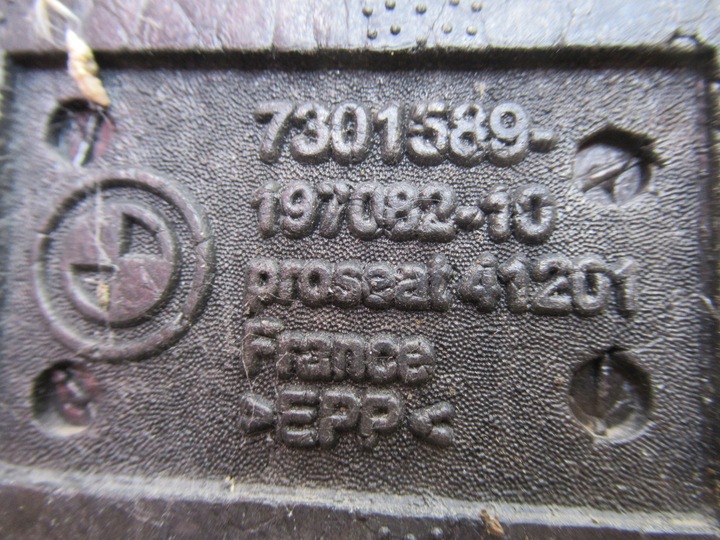 7301589-
197082-10
proseat 41201
France
>EPP<